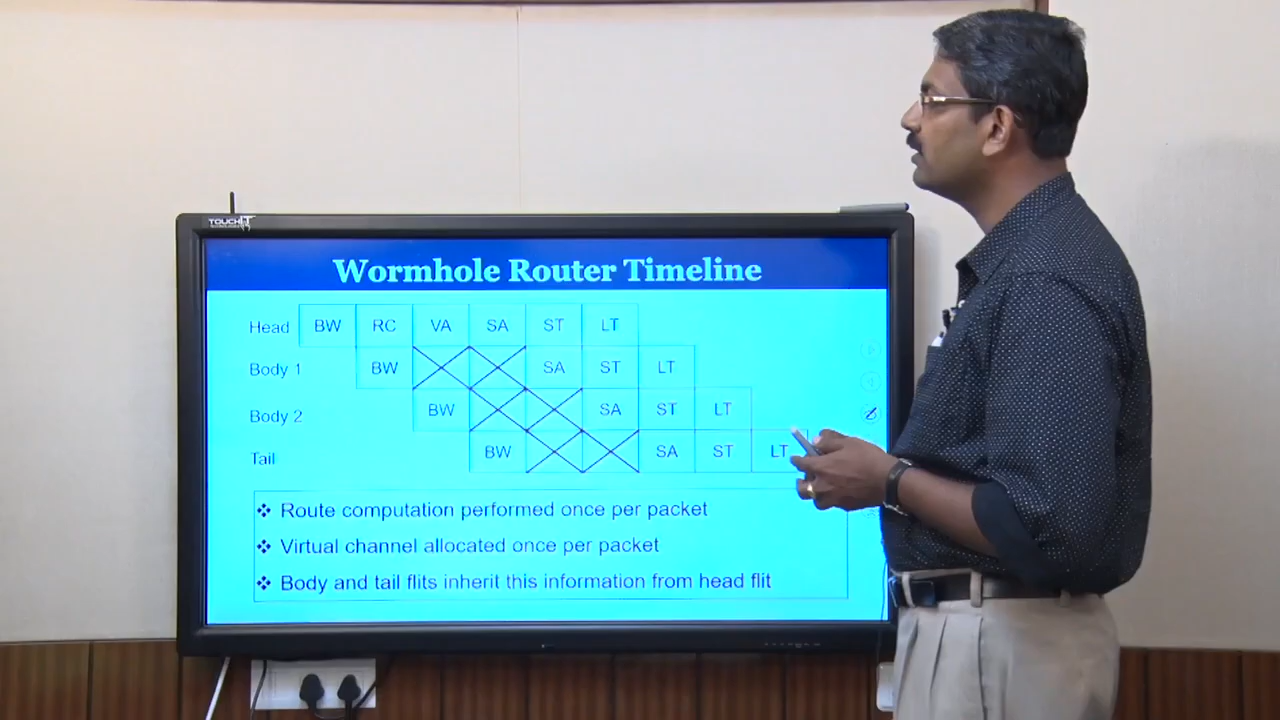 TOUCHIT
Wormhole Router Timeline
Head BW RC VA SA ST LT
Body 1 BW SA ST LT
Body 2 BW SA ST LT
Tail BW SA ST LT
Route computation performed once per packet
Virtual channel allocated once per packet
Body and tail flits inherit this information from head flit